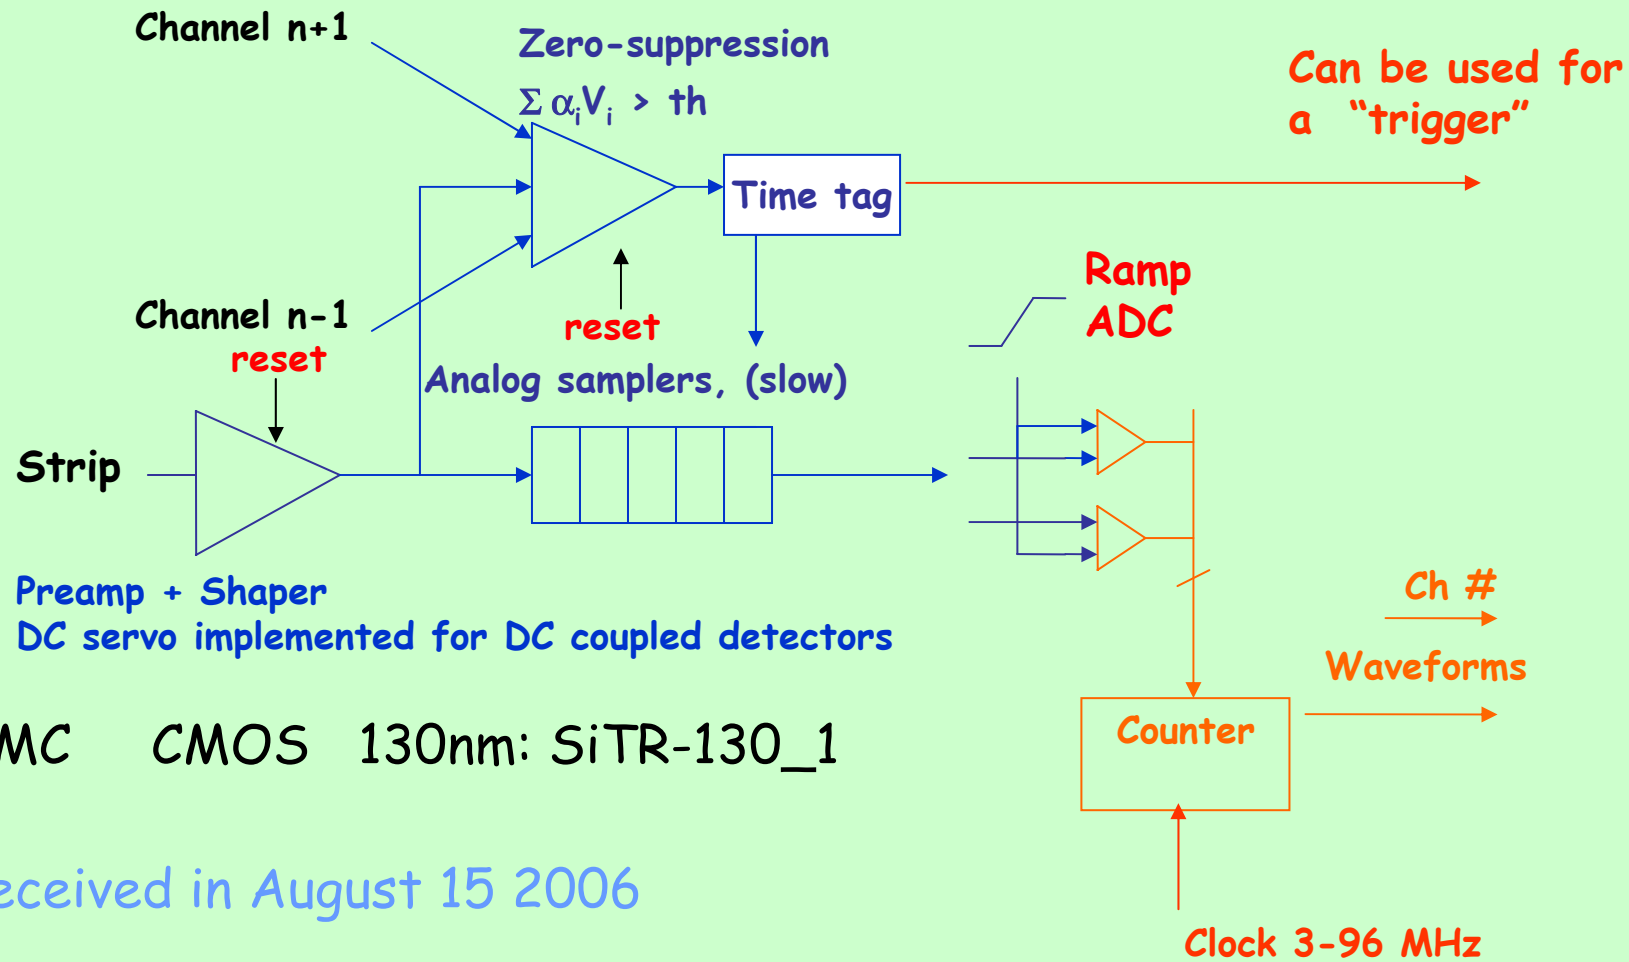 Channel n+1
Zero-suppression
Σ αᵢVᵢ > th
Can be used for
a “trigger”
Time tag
Channel n-1
reset
reset
Ramp
ADC
Analog samplers, (slow)
Strip
Preamp + Shaper
DC servo implemented for DC coupled detectors
Ch #
Waveforms
Counter
MC CMOS 130nm: SiTR-130_1
eceived in August 15 2006
Clock 3-96 MHz